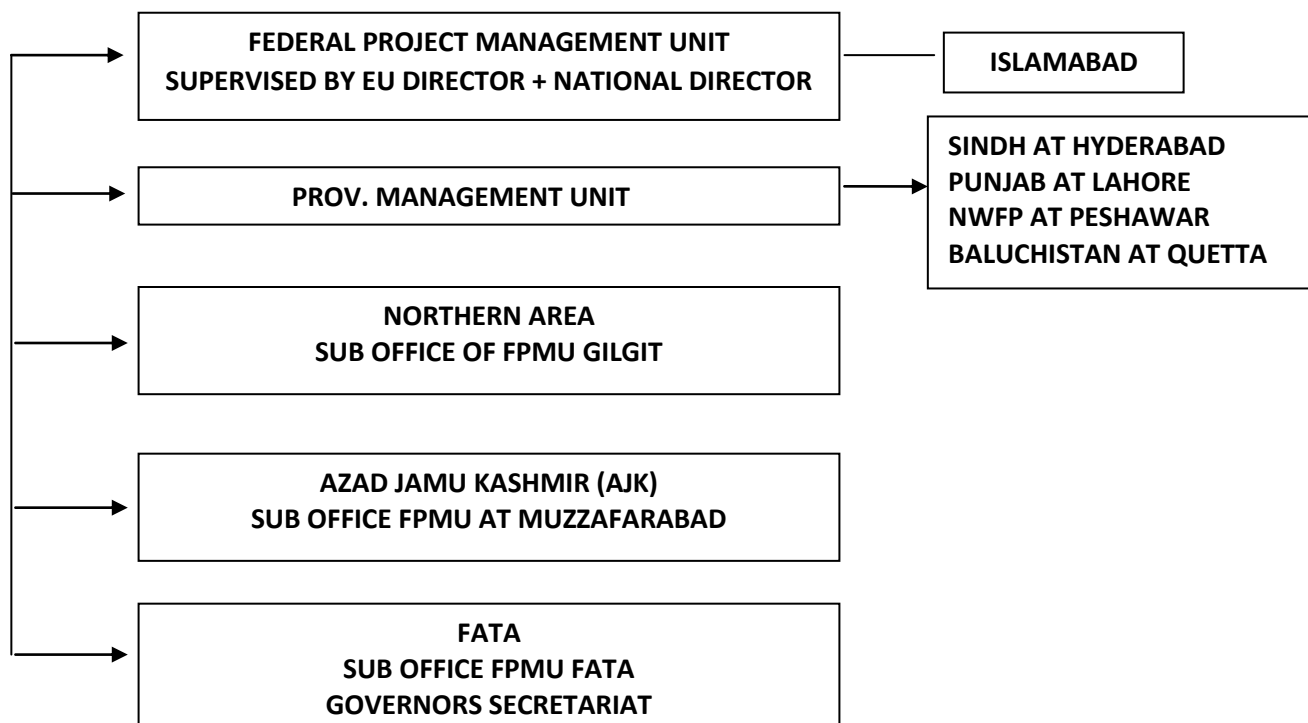 FEDERAL PROJECT MANAGEMENT UNIT
SUPERVISED BY EU DIRECTOR + NATIONAL DIRECTOR
ISLAMABAD
PROV. MANAGEMENT UNIT
SINDH AT HYDERABAD
PUNJAB AT LAHORE
NWFP AT PESHAWAR
BALUCHISTAN AT QUETTA
NORTHERN AREA
SUB OFFICE OF FPMU GILGIT
AZAD JAMU KASHMIR (AJK)
SUB OFFICE FPMU AT MUZZAFARABAD
FATA
SUB OFFICE FPMU FATA
GOVERNORS SECRETARIAT